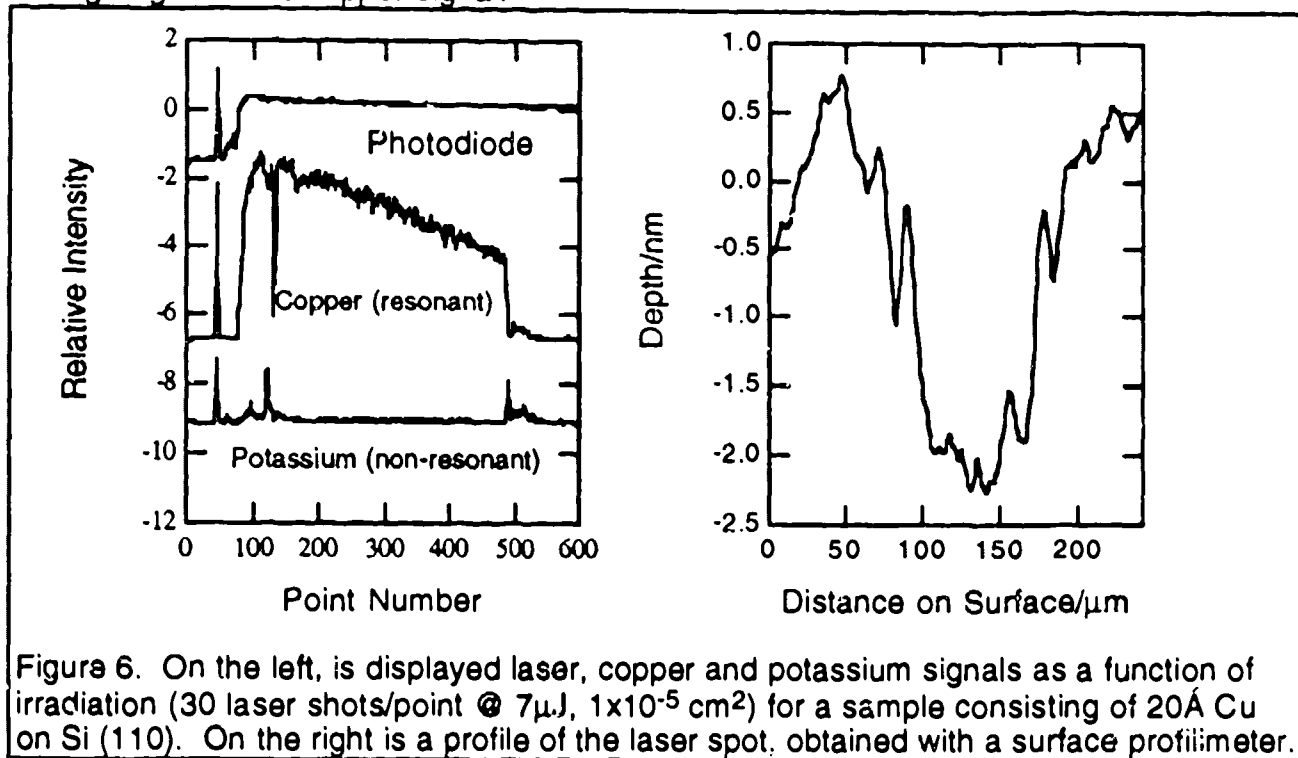 2
0
-2
-4
-6
-8
-10
-12
Relative Intensity
Photodiode
Copper (resonant)
Potassium (non-resonant)
0 100 200 300 400 500 600
Point Number
1.0
0.5
0.0
-0.5
-1.0
-1.5
-2.0
-2.5
Depth/nm
0 50 100 150 200
Distance on Surface/μm
Figure 6. On the left, is displayed laser, copper and potassium signals as a function of
irradiation (30 laser shots/point @ 7μJ, 1x10⁻⁵ cm²) for a sample consisting of 20Å Cu
on Si (110). On the right is a profile of the laser spot, obtained with a surface profilimeter.